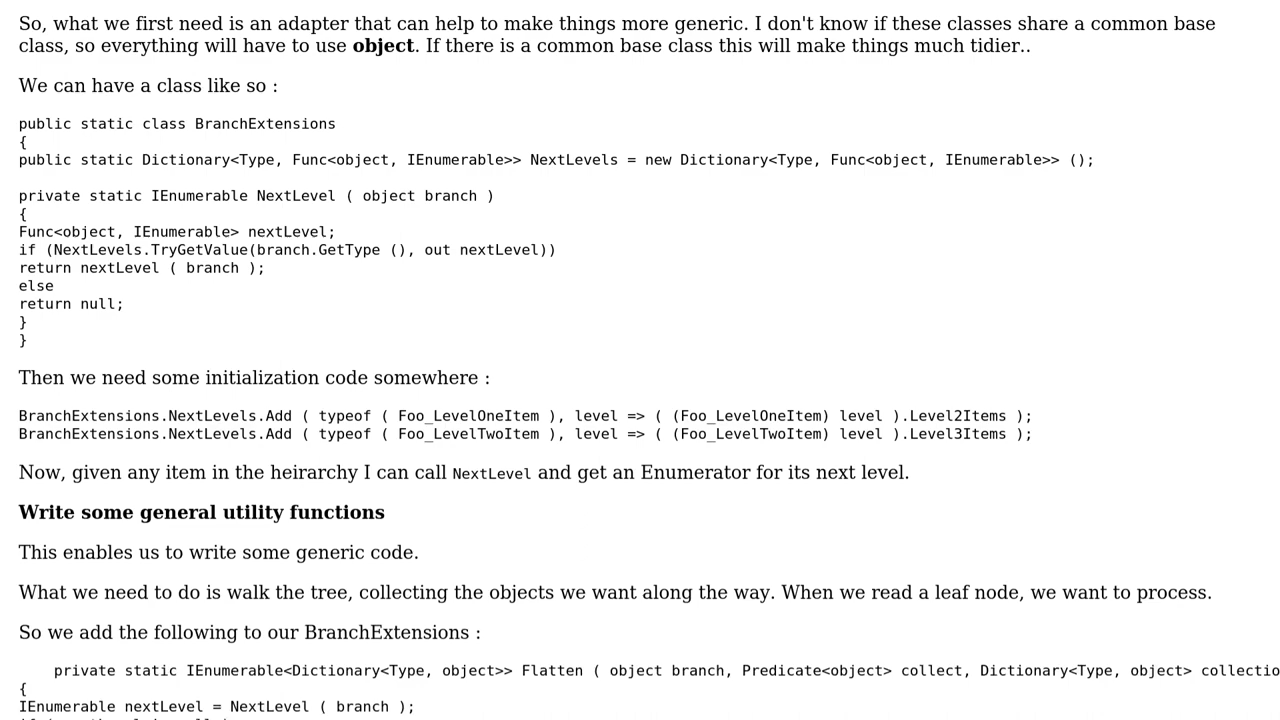 So, what we first need is an adapter that can help to make things more generic. I don't know if these classes share a common base
class, so everything will have to use object. If there is a common base class this will make things much tidier..
We can have a class like so :
public static class BranchExtensions
{
public static Dictionary<Type, Func<object, IEnumerable>> NextLevels = new Dictionary<Type, Func<object, IEnumerable>> ();
private static IEnumerable NextLevel ( object branch )
{
Func<object, IEnumerable> nextLevel;
if (NextLevels.TryGetValue(branch.GetType (), out nextLevel))
return nextLevel ( branch );
else
return null;
}
}
Then we need some initialization code somewhere :
BranchExtensions.NextLevels.Add ( typeof ( Foo_LevelOneItem ), level => ( (Foo_LevelOneItem) level ).Level2Items );
BranchExtensions.NextLevels.Add ( typeof ( Foo_LevelTwoItem ), level => ( (Foo_LevelTwoItem) level ).Level3Items );
Now, given any item in the heirarchy I can call NextLevel and get an Enumerator for its next level.
Write some general utility functions
This enables us to write some generic code.
What we need to do is walk the tree, collecting the objects we want along the way. When we read a leaf node, we want to process.
So we add the following to our BranchExtensions :
private static IEnumerable<Dictionary<Type, object>> Flatten ( object branch, Predicate<object> collect, Dictionary<Type, object> collectio
{
IEnumerable nextLevel = NextLevel ( branch );